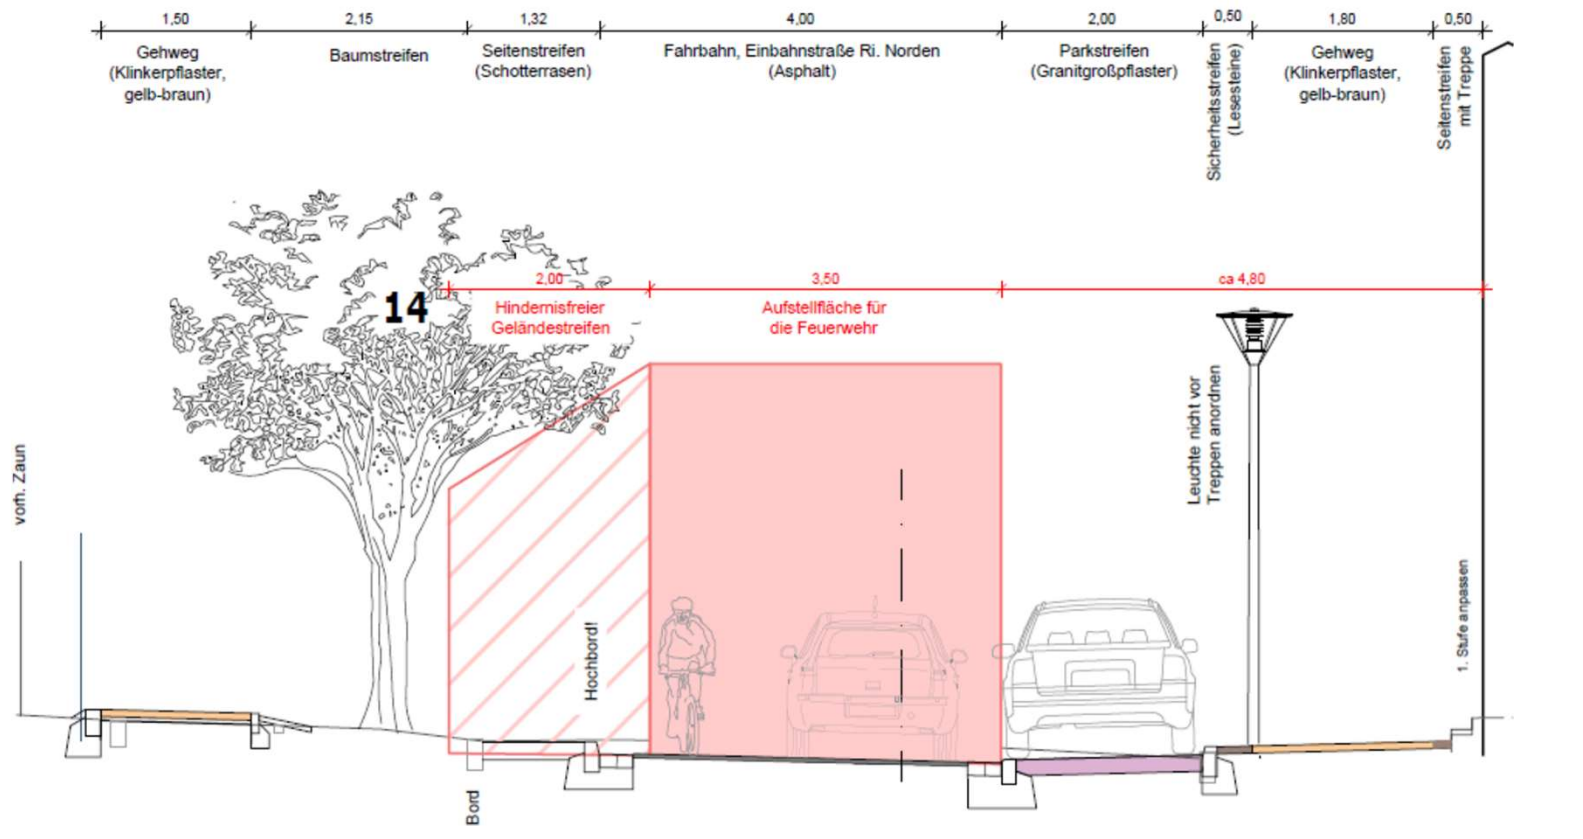 1,50
2,15
1,32
4,00
2,00
0,50
1,80
0,50
Gehweg
(Klinkerpflaster,
gelb-braun)
Baumstreifen
Seitenstreifen
(Schotterrasen)
Fahrbahn, Einbahnstraße Ri. Norden
(Asphalt)
Parkstreifen
(Granitgroßpflaster)
Sicherheitsstreifen
(Lesesteine)
Gehweg
(Klinkerpflaster,
gelb-braun)
Seitenstreifen
mit Treppe
2,00
3,50
ca 4,80
14
Hindernisfreier
Geländestreifen
Aufstellfläche für
die Feuerwehr
Leuchte nicht vor
Treppen anordnen
vorh. Zaun
Hochbord!
1. Stufe anpassen
Bord